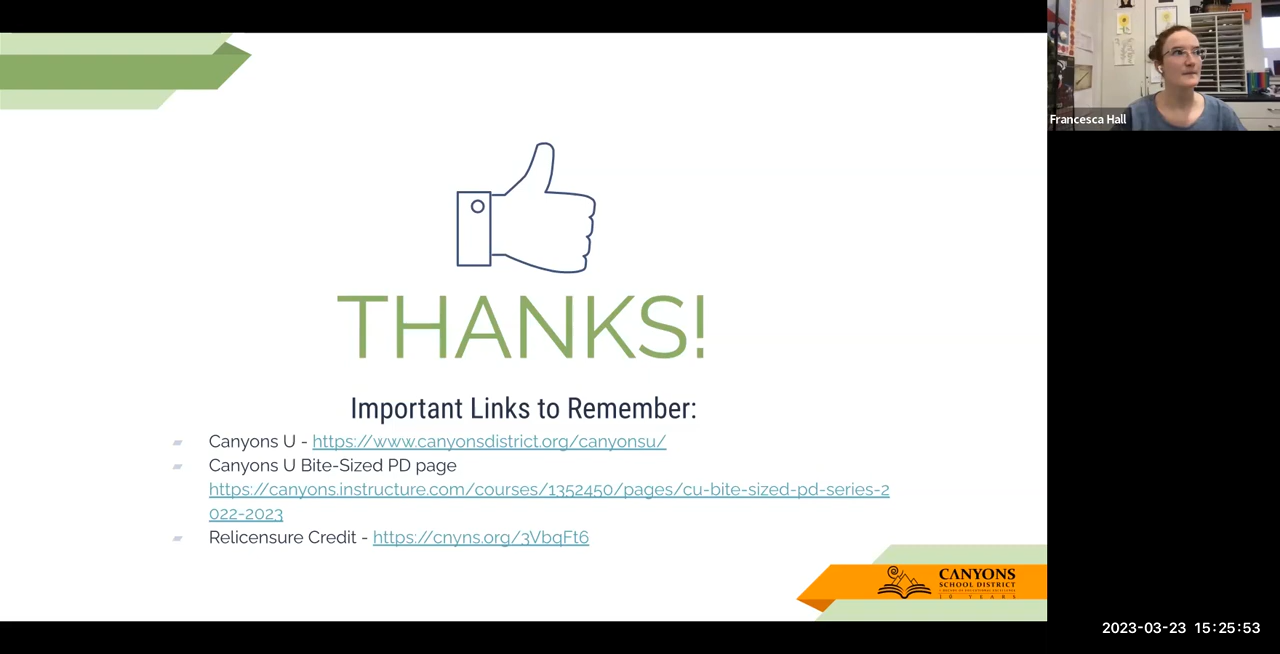 Francesca Hall
THANKS!
Important Links to Remember:
Canyons U - https://www.canyonsdistrict.org/canyonsu/
Canyons U Bite-Sized PD page
https://canyons.instructure.com/courses/1352450/pages/cu-bite-sized-pd-series-2
022-2023
Relicensure Credit - https://cnyns.org/3VbqFt6
CANYONS
SCHOOL DISTRICT
10 YEARS
2023-03-23 15:25:53